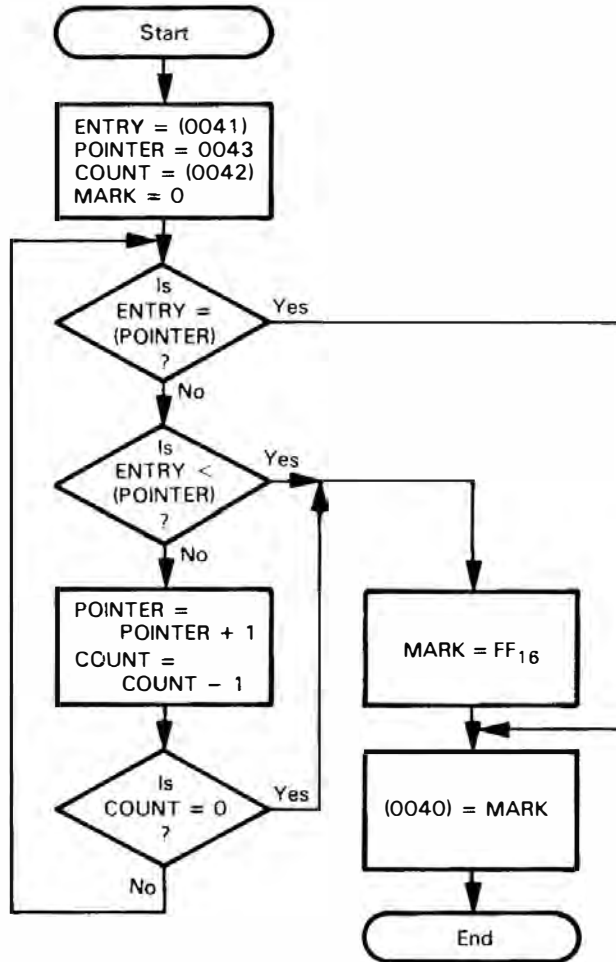 Start
ENTRY = (0041)
POINTER = 0043
COUNT = (0042)
MARK = 0
Is
ENTRY =
(POINTER)
?
Yes
No
Is
ENTRY <
(POINTER)
?
Yes
No
POINTER =
POINTER + 1
COUNT =
COUNT - 1
MARK = FF16
Is
COUNT = 0
?
Yes
No
(0040) = MARK
End